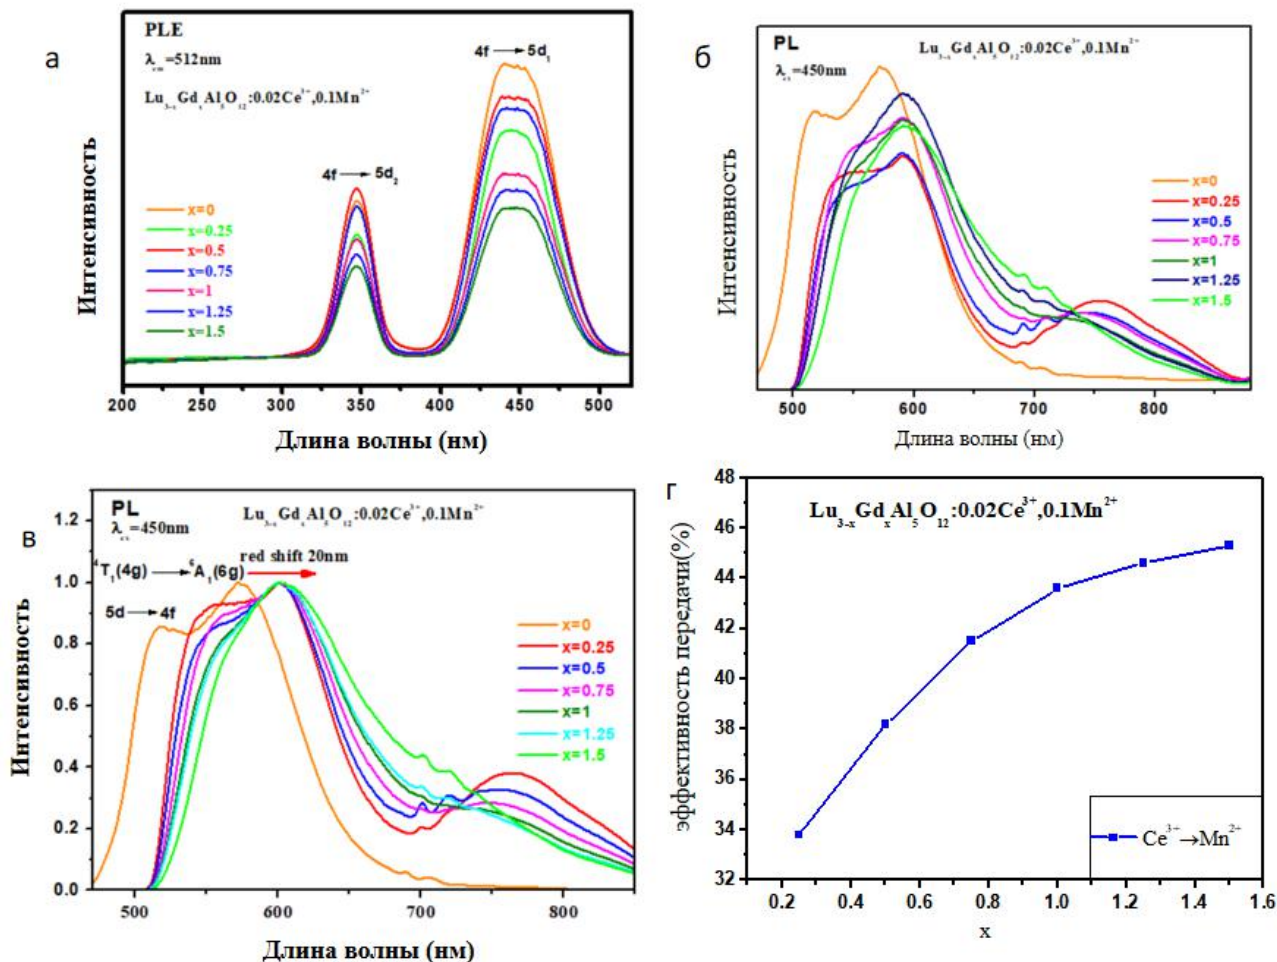 а
PLE
λem=512nm
Lu3-xGdxAl5O12:0.02Ce3+,0.1Mn2+
4f → 5d2
4f → 5d1
x=0
x=0.25
x=0.5
x=0.75
x=1
x=1.25
x=1.5
Интенсивность
200 250 300 350 400 450 500
Длина волны (нм)
б
PL
λex=450nm
Lu3-xGdxAl5O12:0.02Ce3+,0.1Mn2+
x=0
x=0.25
x=0.5
x=0.75
x=1
x=1.25
x=1.5
Интенсивность
500 600 700 800
Длина волны (нм)
в
PL
λex=450nm
Lu3-xGdxAl5O12:0.02Ce3+,0.1Mn2+
4T1(4g) → 6A1(6g)
red shift 20nm
5d → 4f
x=0
x=0.25
x=0.5
x=0.75
x=1
x=1.25
x=1.5
Интенсивность
1.2
1.0
0.8
0.6
0.4
0.2
0.0
500 600 700 800
Длина волны (нм)
г
Lu3-xGdxAl5O12:0.02Ce3+,0.1Mn2+
эффективность передачи(%)
48
46
44
42
40
38
36
34
32
Ce3+→Mn2+
0.2 0.4 0.6 0.8 1.0 1.2 1.4 1.6
x